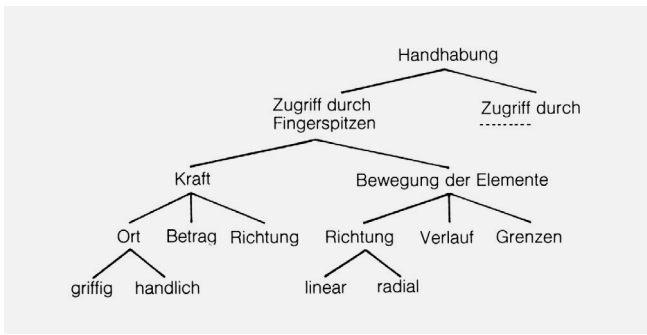 Handhabung
Zugriff durch
Fingerspitzen
Zugriff durch
Kraft
Bewegung der Elemente
Ort
Betrag
Richtung
Richtung
Verlauf
Grenzen
griffig
handlich
linear
radial